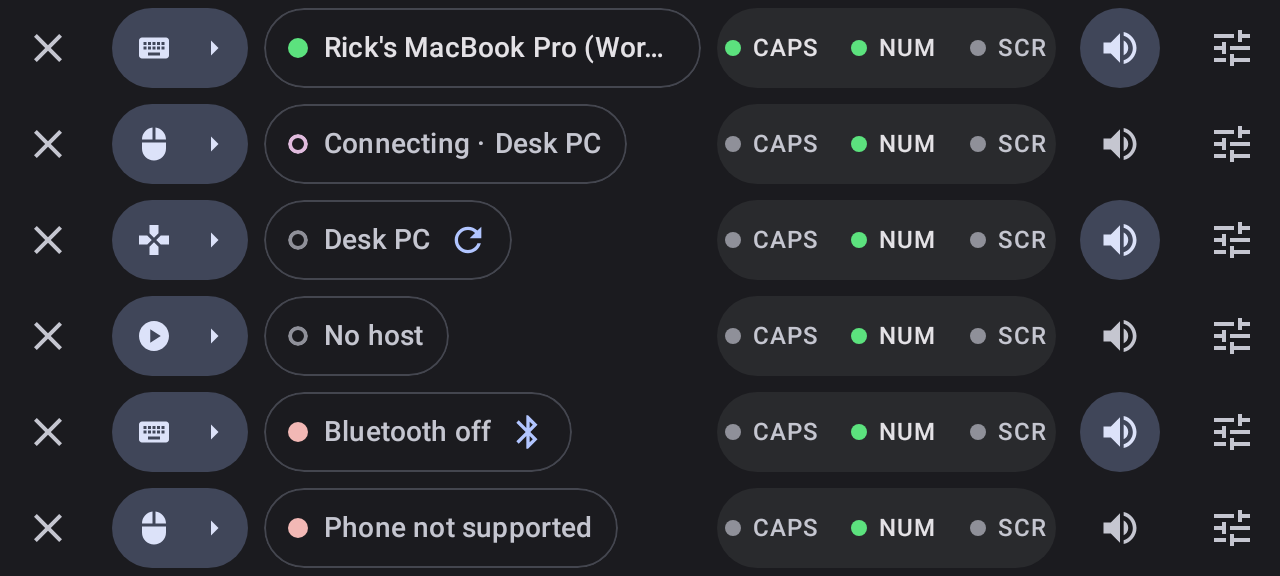 Rick's MacBook Pro (Wor… CAPS NUM SCR
Connecting · Desk PC CAPS NUM SCR
Desk PC CAPS NUM SCR
No host CAPS NUM SCR
Bluetooth off CAPS NUM SCR
Phone not supported CAPS NUM SCR